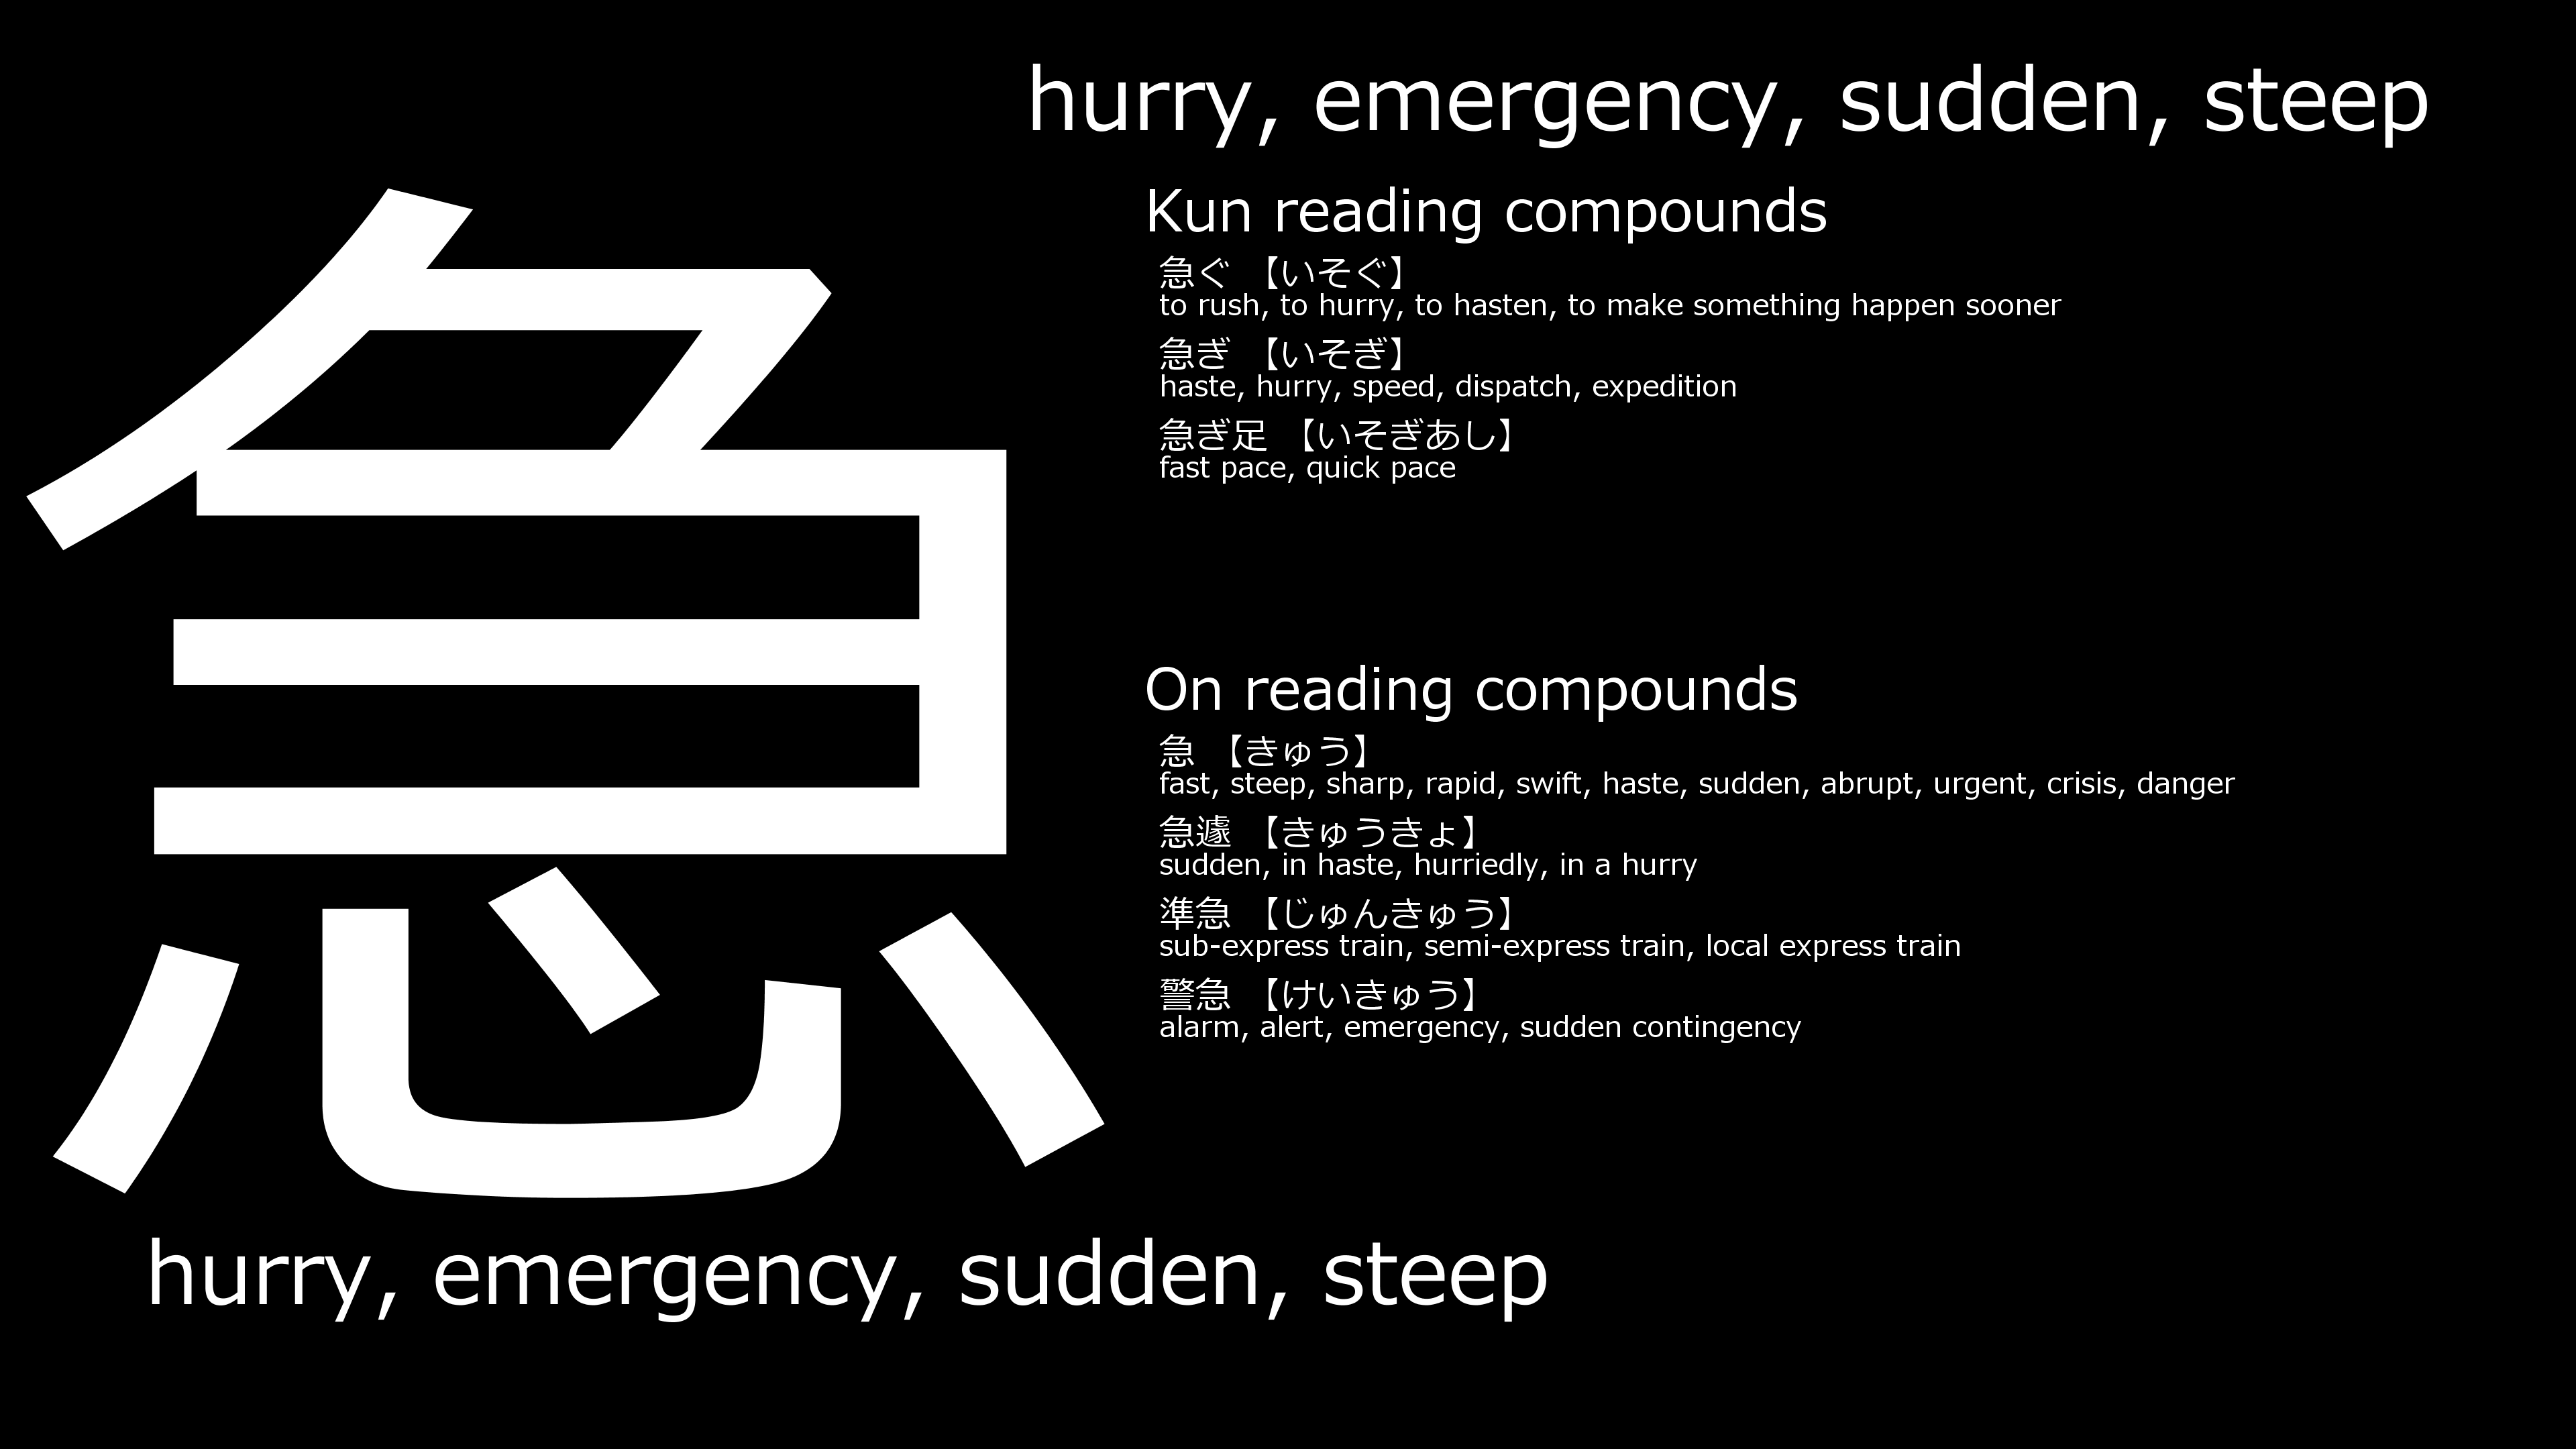 急
hurry, emergency, sudden, steep
Kun reading compounds
急ぐ 【いそぐ】
to rush, to hurry, to hasten, to make something happen sooner
急ぎ 【いそぎ】
haste, hurry, speed, dispatch, expedition
急ぎ足 【いそぎあし】
fast pace, quick pace
On reading compounds
急 【きゅう】
fast, steep, sharp, rapid, swift, haste, sudden, abrupt, urgent, crisis, danger
急遽 【きゅうきょ】
sudden, in haste, hurriedly, in a hurry
準急 【じゅんきゅう】
sub-express train, semi-express train, local express train
警急 【けいきゅう】
alarm, alert, emergency, sudden contingency
hurry, emergency, sudden, steep